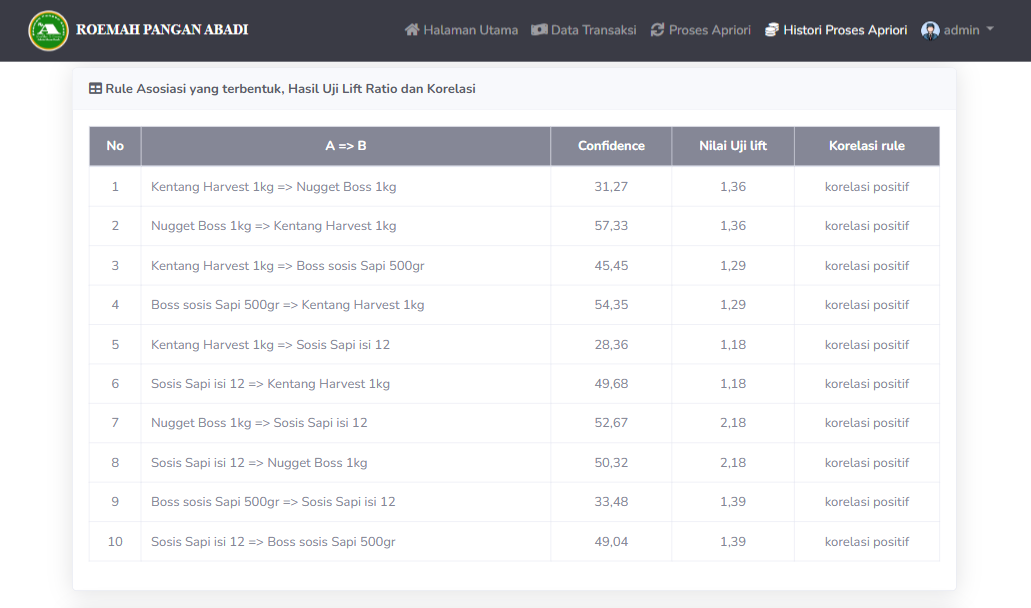 ROEMAH PANGAN ABADI Halaman Utama Data Transaksi Proses Apriori Histori Proses Apriori admin
Rule Asosiasi yang terbentuk, Hasil Uji Lift Ratio dan Korelasi
No A => B Confidence Nilai Uji lift Korelasi rule
1 Kentang Harvest 1kg => Nugget Boss 1kg 31,27 1,36 korelasi positif
2 Nugget Boss 1kg => Kentang Harvest 1kg 57,33 1,36 korelasi positif
3 Kentang Harvest 1kg => Boss sosis Sapi 500gr 45,45 1,29 korelasi positif
4 Boss sosis Sapi 500gr => Kentang Harvest 1kg 54,35 1,29 korelasi positif
5 Kentang Harvest 1kg => Sosis Sapi isi 12 28,36 1,18 korelasi positif
6 Sosis Sapi isi 12 => Kentang Harvest 1kg 49,68 1,18 korelasi positif
7 Nugget Boss 1kg => Sosis Sapi isi 12 52,67 2,18 korelasi positif
8 Sosis Sapi isi 12 => Nugget Boss 1kg 50,32 2,18 korelasi positif
9 Boss sosis Sapi 500gr => Sosis Sapi isi 12 33,48 1,39 korelasi positif
10 Sosis Sapi isi 12 => Boss sosis Sapi 500gr 49,04 1,39 korelasi positif